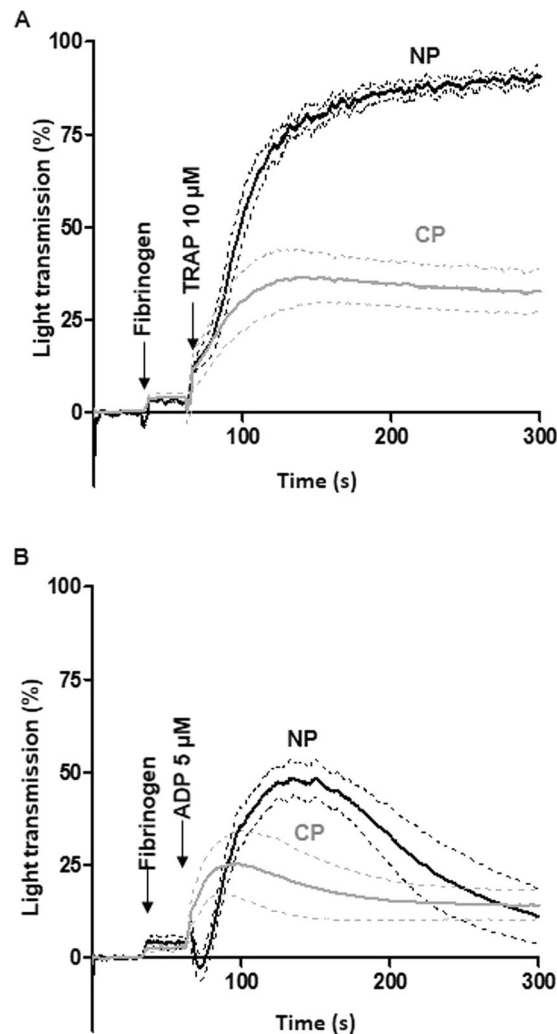 A
100
75
50
25
0
Light transmission (%)
Fibrinogen
TRAP 10 µM
NP
CP
100
200
300
Time (s)
B
100
75
50
25
0
Light transmission (%)
Fibrinogen
ADP 5 µM
NP
CP
100
200
300
Time (s)